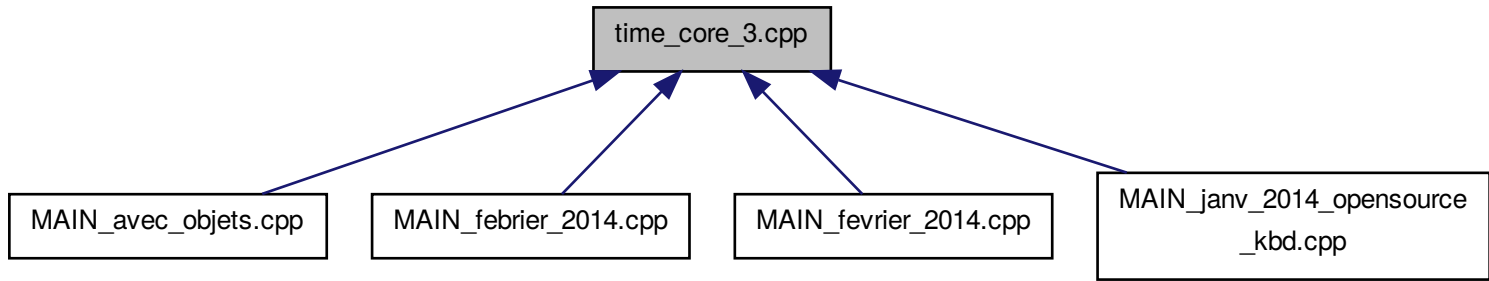 time_core_3.cpp
MAIN_avec_objets.cpp
MAIN_febrier_2014.cpp
MAIN_fevrier_2014.cpp
MAIN_janv_2014_opensource
_kbd.cpp